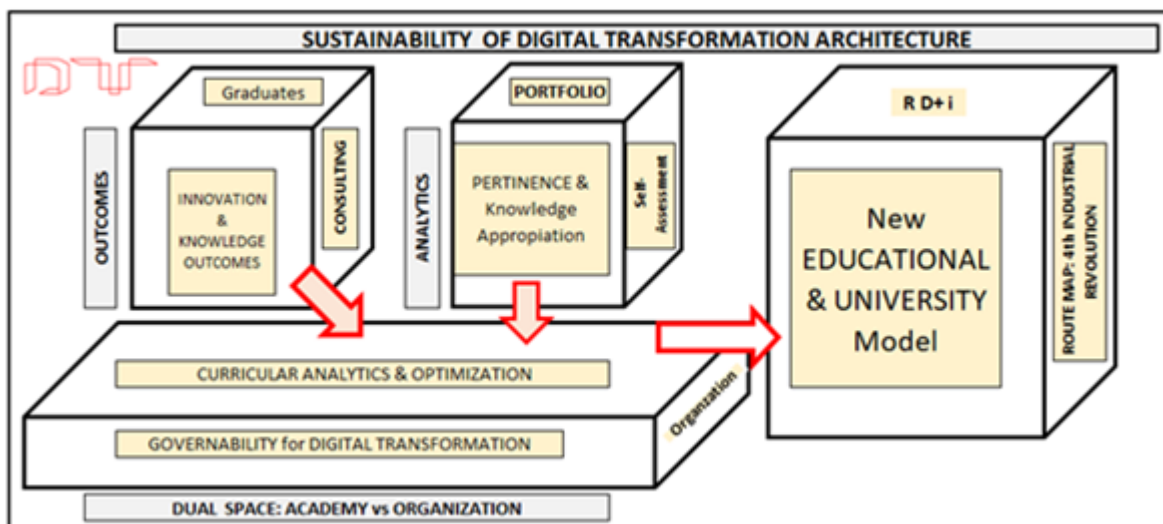 SUSTAINABILITY OF DIGITAL TRANSFORMATION ARCHITECTURE
DT
Graduates
OUTCOMES
INNOVATION
&
KNOWLEDGE
OUTCOMES
CONSULTING
PORTFOLIO
ANALYTICS
PERTINENCE &
Knowledge
Appropiation
Self-
Assessment
R D+ i
New
EDUCATIONAL
& UNIVERSITY
Model
ROUTE MAP: 4th INDUSTRIAL
REVOLUTION
CURRICULAR ANALYTICS & OPTIMIZATION
Organzation
GOVERNABILITY for DIGITAL TRANSFORMATION
DUAL SPACE: ACADEMY vs ORGANIZATION